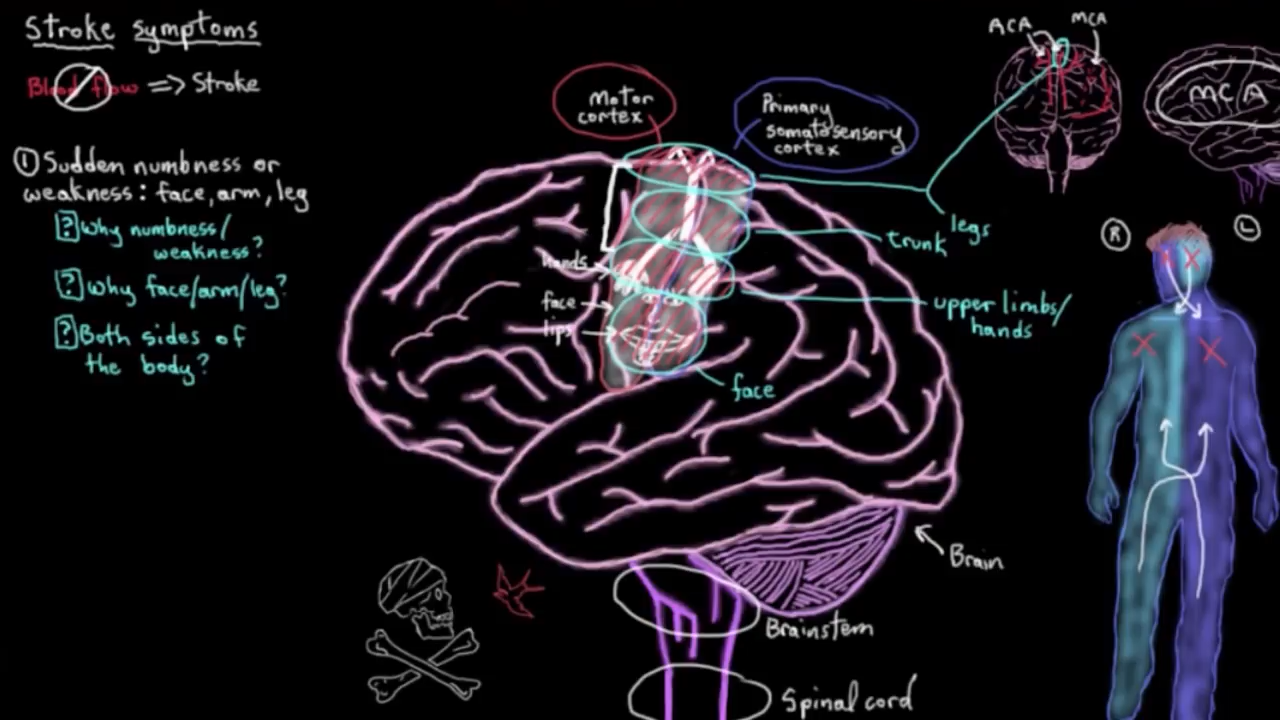 Stroke symptoms
Blood flow => Stroke
① Sudden numbness or
weakness: face, arm, leg
? Why numbness/
weakness?
? Why face/arm/leg?
? Both sides of
the body?
Motor
cortex
Primary
somatosensory
cortex
hands
face
lips
legs
trunk
upper limbs/
hands
face
Brain
Brainstem
Spinal cord
ACA
MCA
MCA
R
L